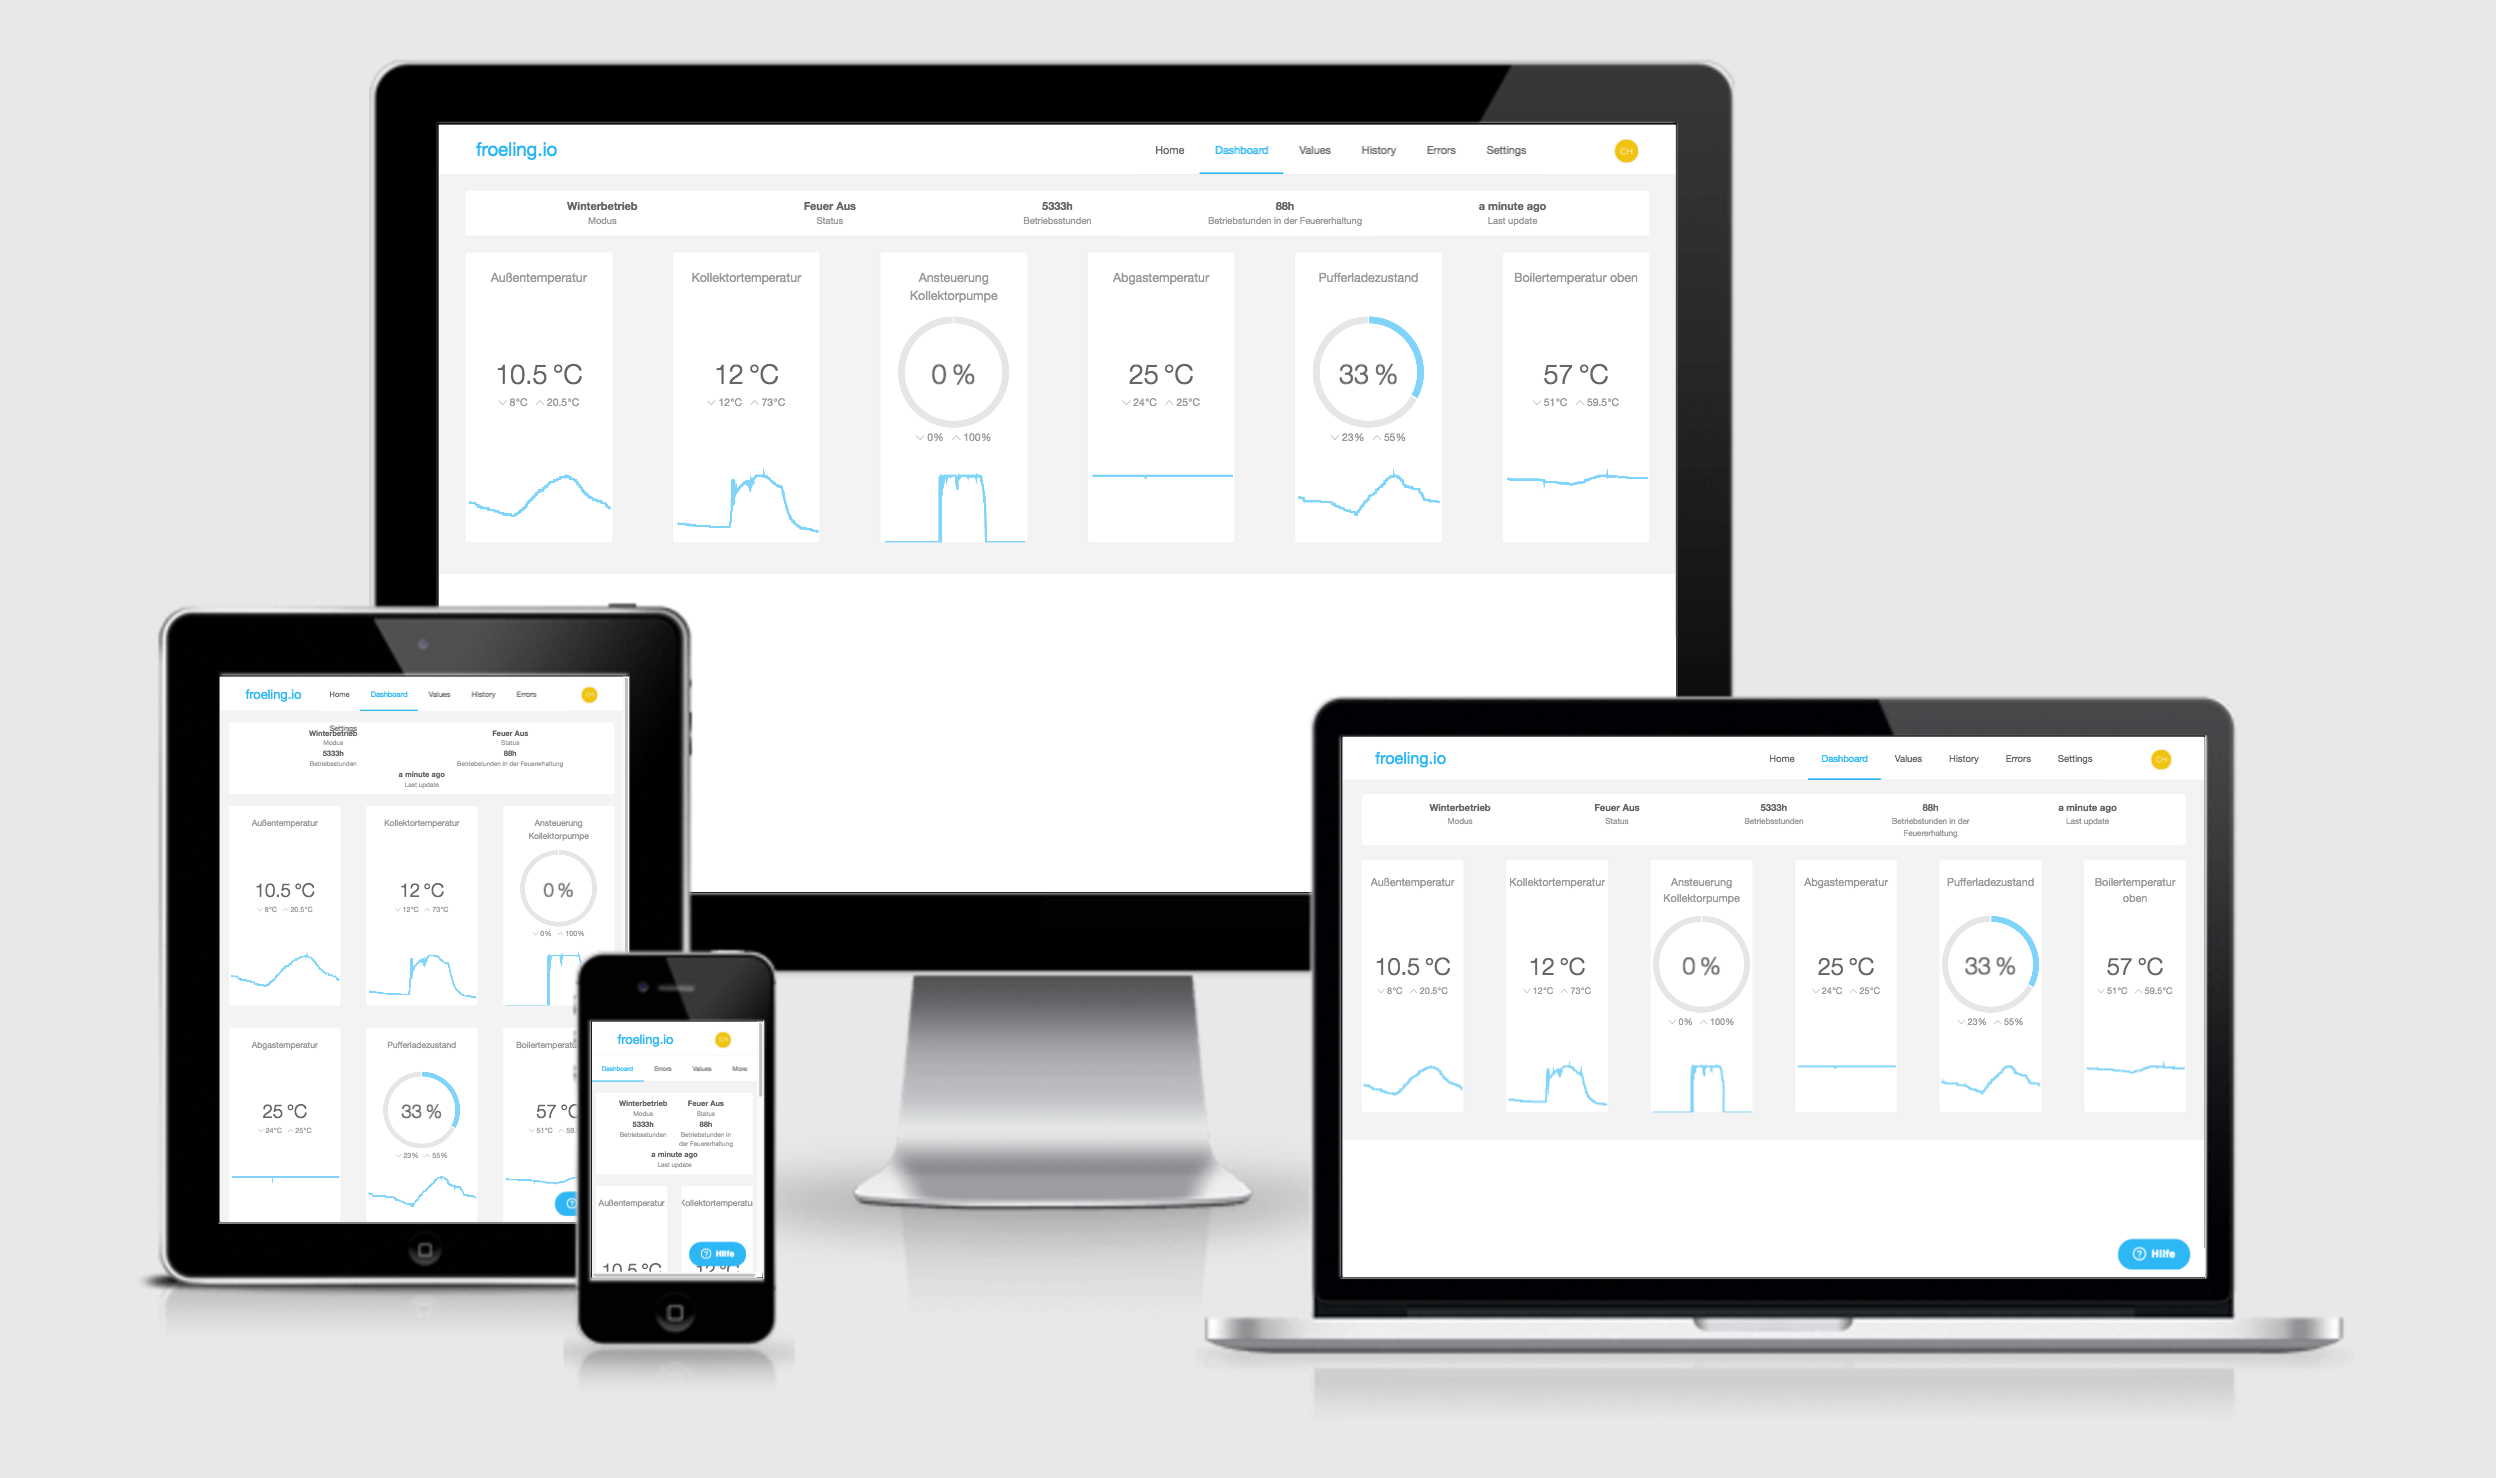 froeling.io
Home Dashboard Values History Errors Settings CH
Winterbetrieb Feuer Aus 5333h 88h a minute ago
Modus Status Betriebsstunden Betriebstunden in der Feuererhaltung Last update
Außentemperatur Kollektortemperatur Ansteuerung Abgastemperatur Pufferladezustand Boilertemperatur oben
Kollektorpumpe
10.5 °C 12 °C 0 % 25 °C 33 % 57 °C
8°C 20.5°C 12°C 73°C 24°C 25°C 51°C 59.5°C
0% 100% 23% 55%
froeling.io Home Dashboard Values History Errors CH
Settings
Winterbetrieb Feuer Aus
Modus Status
5333h 88h
Betriebsstunden Betriebstunden in der Feuererhaltung
a minute ago
Last update
Außentemperatur Kollektortemperatur Ansteuerung
Kollektorpumpe
10.5 °C 12 °C 0 %
8°C 20.5°C 12°C 73°C
0% 100%
Abgastemperatur Pufferladezustand Boilertemperatu
25 °C 33 % 57 °C
24°C 25°C 51°C 59.
23% 55%
froeling.io CH
Dashboard Errors Values More
Winterbetrieb Feuer Aus
Modus Status
5333h 88h
Betriebsstunden Betriebstunden in
der Feuererhaltung
a minute ago
Last update
Außentemperatur Kollektortemperatu
Hilfe
10.5 °C 12 °C
froeling.io Home Dashboard Values History Errors Settings CH
Winterbetrieb Feuer Aus 5333h 88h a minute ago
Modus Status Betriebsstunden Betriebstunden in der Last update
Feuererhaltung
Außentemperatur Kollektortemperatur Ansteuerung Abgastemperatur Pufferladezustand Boilertemperatur
Kollektorpumpe oben
10.5 °C 12 °C 0 % 25 °C 33 % 57 °C
8°C 20.5°C 12°C 73°C 24°C 25°C 51°C 59.5°C
0% 100% 23% 55%
Hilfe